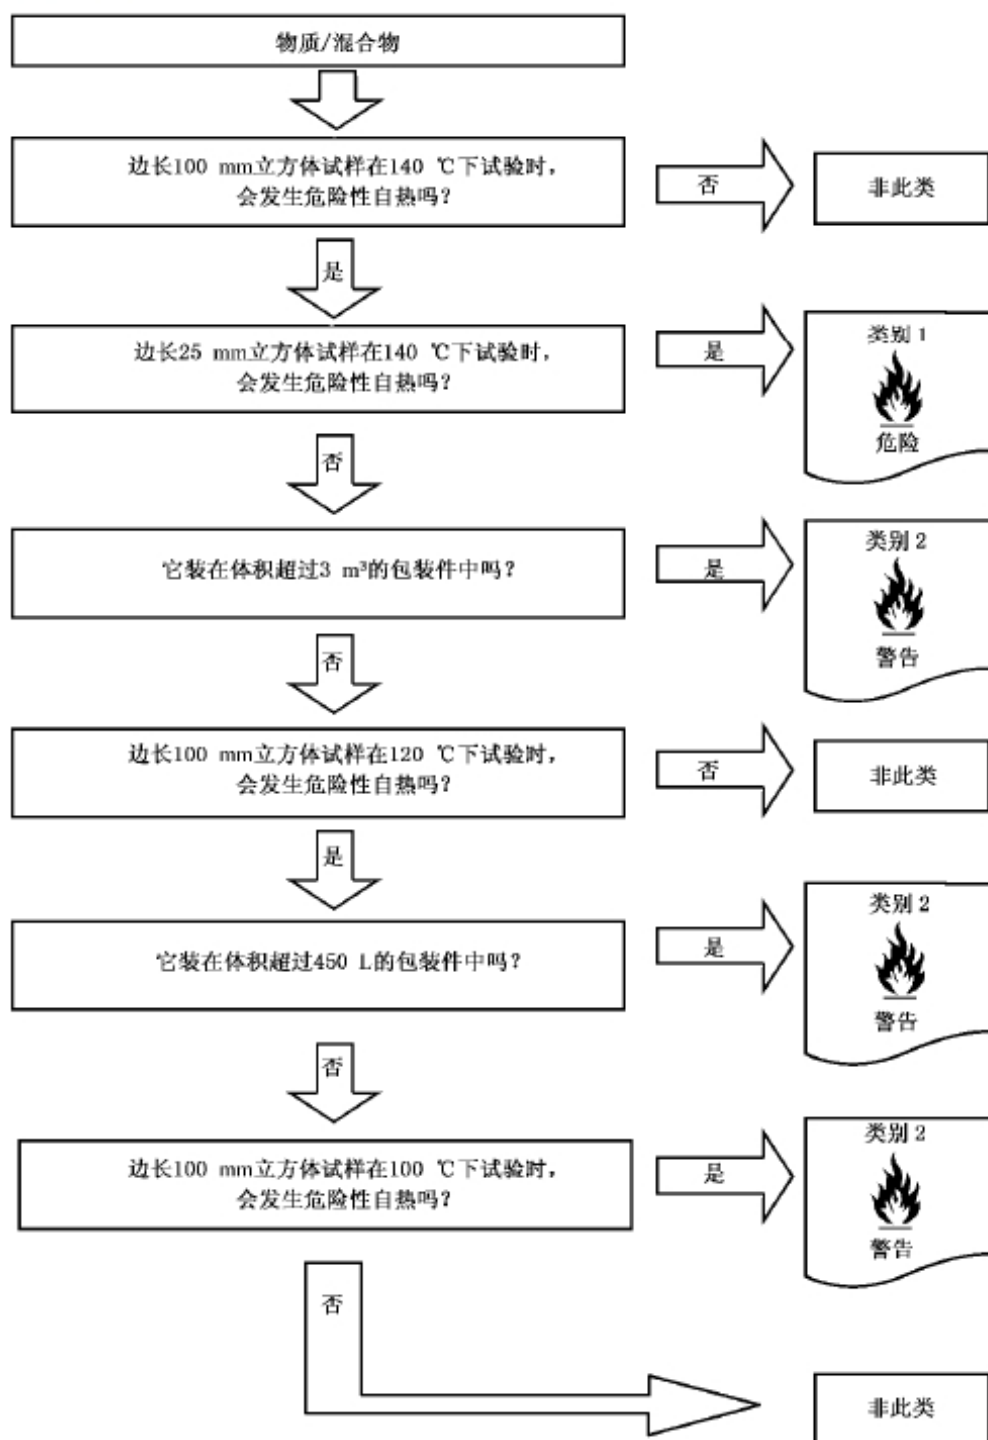 物质/混合物
边长100 mm立方体试样在140 ℃下试验时，
会发生危险性自热吗？
否
非此类
是
边长25 mm立方体试样在140 ℃下试验时，
会发生危险性自热吗？
是
类别 1
危险
否
它装在体积超过3 m³的包装件中吗？
是
类别 2
警告
否
边长100 mm立方体试样在120 ℃下试验时，
会发生危险性自热吗？
否
非此类
是
它装在体积超过450 L的包装件中吗？
是
类别 2
警告
否
边长100 mm立方体试样在100 ℃下试验时，
会发生危险性自热吗？
是
类别 2
警告
否
非此类